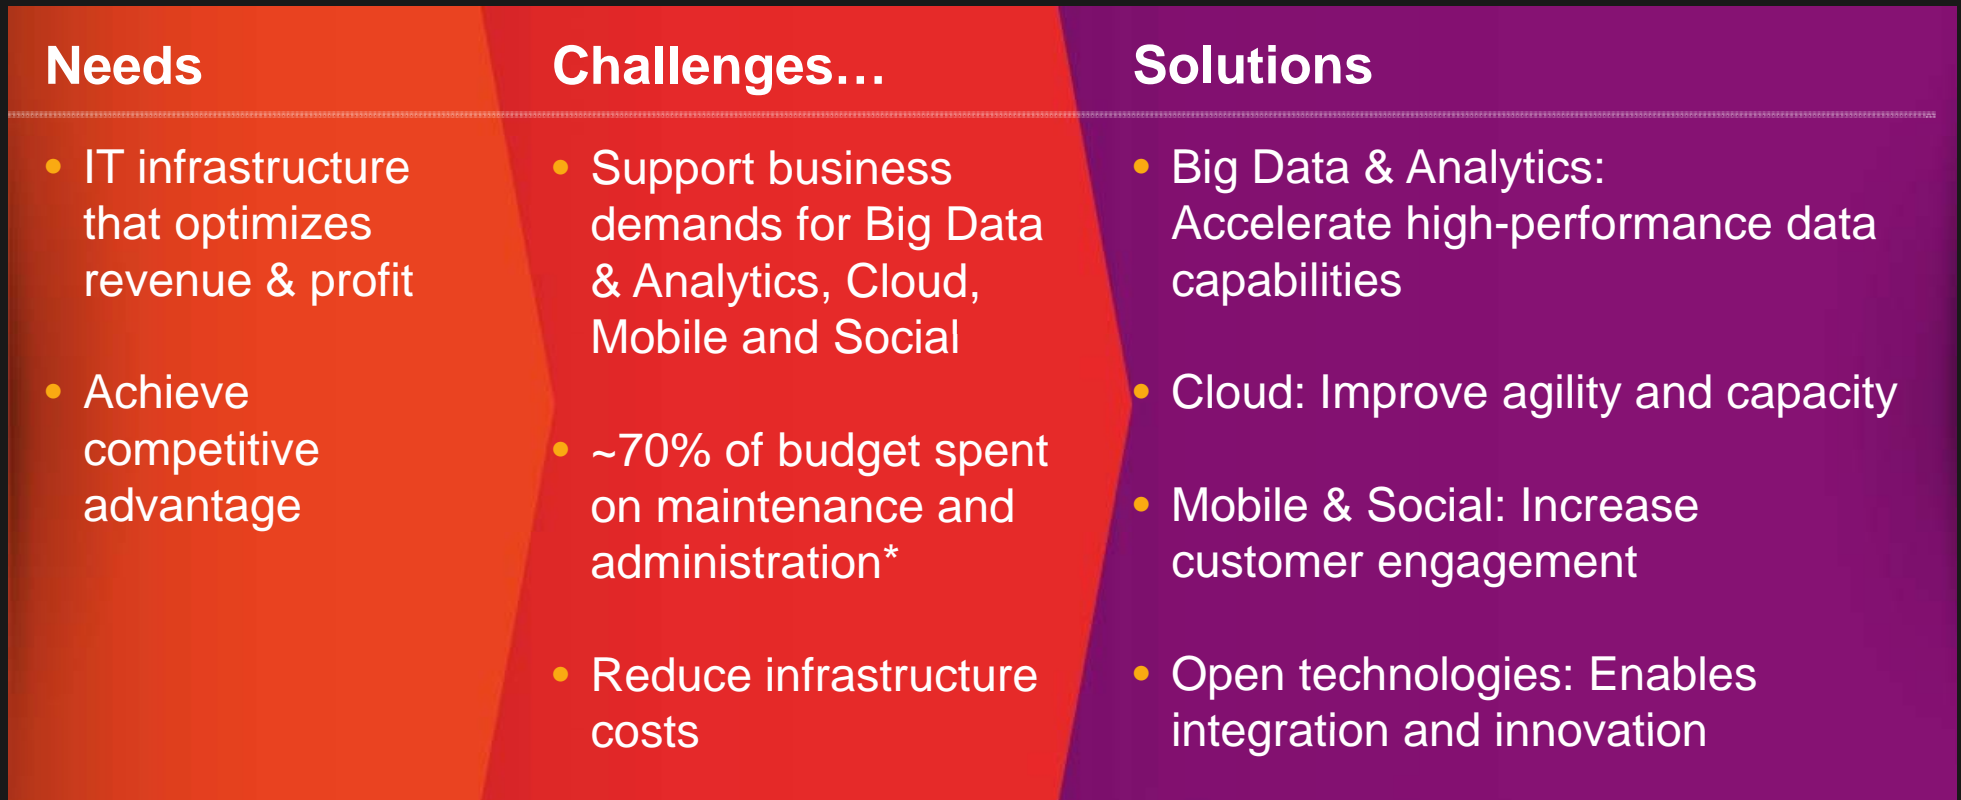 Needs
IT infrastructure
that optimizes
revenue & profit
Achieve
competitive
advantage
Challenges…
Support business
demands for Big Data
& Analytics, Cloud,
Mobile and Social
~70% of budget spent
on maintenance and
administration*
Reduce infrastructure
costs
Solutions
Big Data & Analytics:
Accelerate high-performance data
capabilities
Cloud: Improve agility and capacity
Mobile & Social: Increase
customer engagement
Open technologies: Enables
integration and innovation